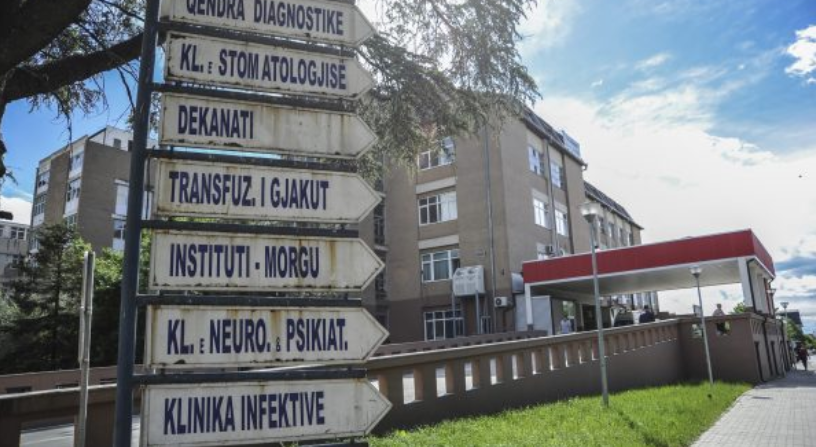 QENDRA DIAGNOSTIKE
KL. E STOMATOLOGJISË
DEKANATI
TRANSFUZ. I GJAKUT
INSTITUTI - MORGU
KL. E NEURO. & PSIKIAT.
KLINIKA INFEKTIVE